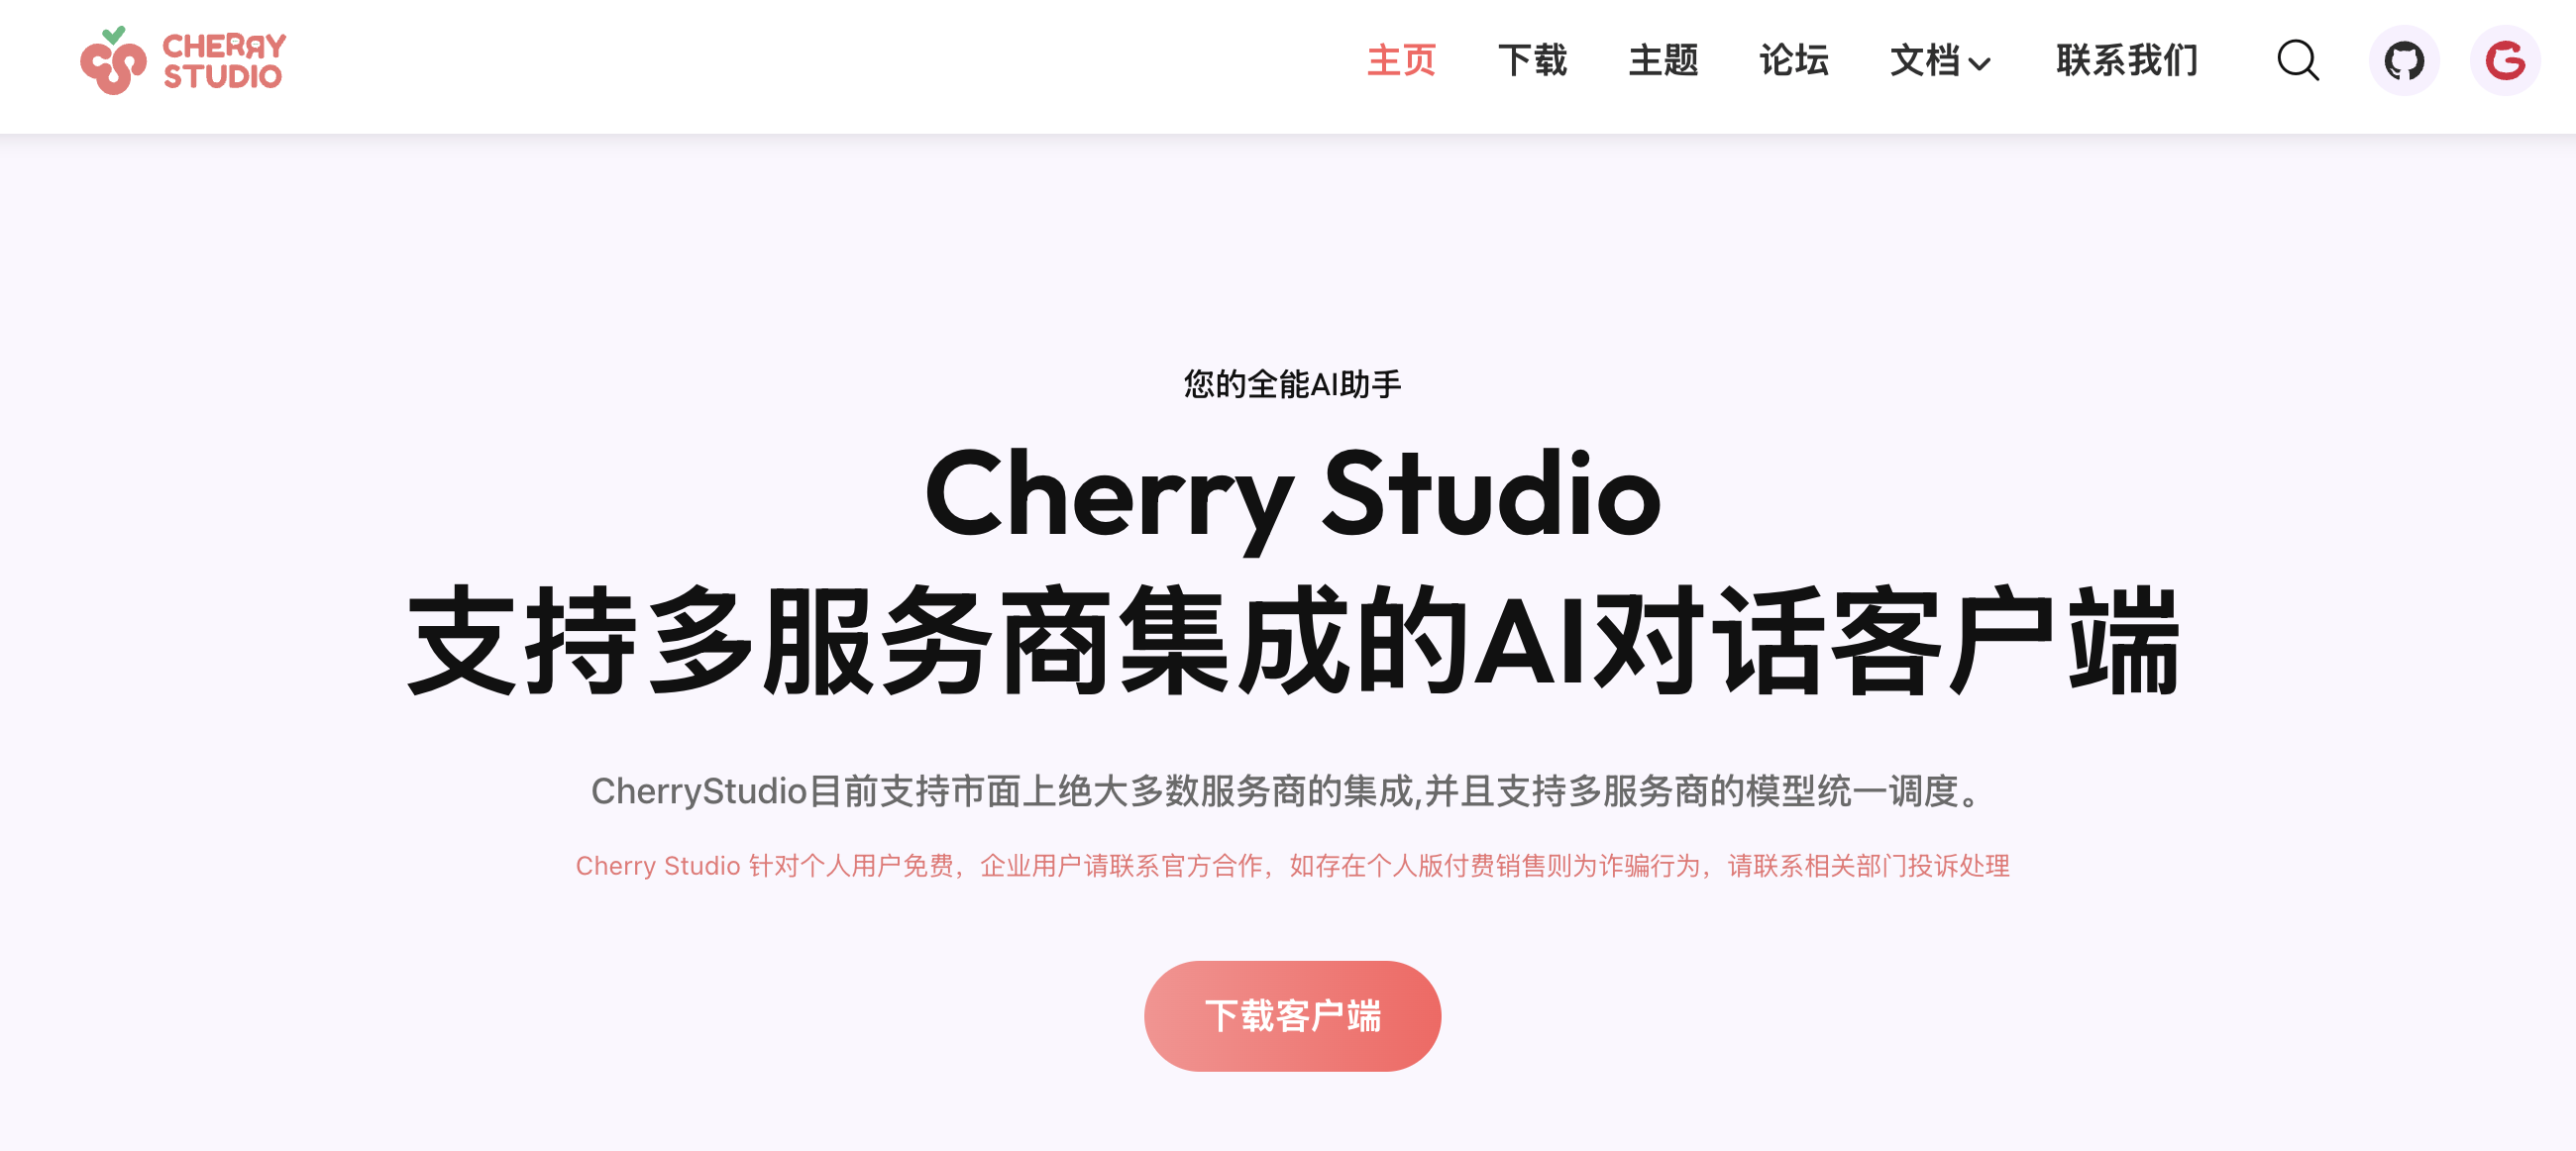 CHERRY
STUDIO
主页 下载 主题 论坛 文档 联系我们
您的全能AI助手
Cherry Studio
支持多服务商集成的AI对话客户端
CherryStudio目前支持市面上绝大多数服务商的集成,并且支持多服务商的模型统一调度。
Cherry Studio 针对个人用户免费，企业用户请联系官方合作，如存在个人版付费销售则为诈骗行为，请联系相关部门投诉处理
下载客户端